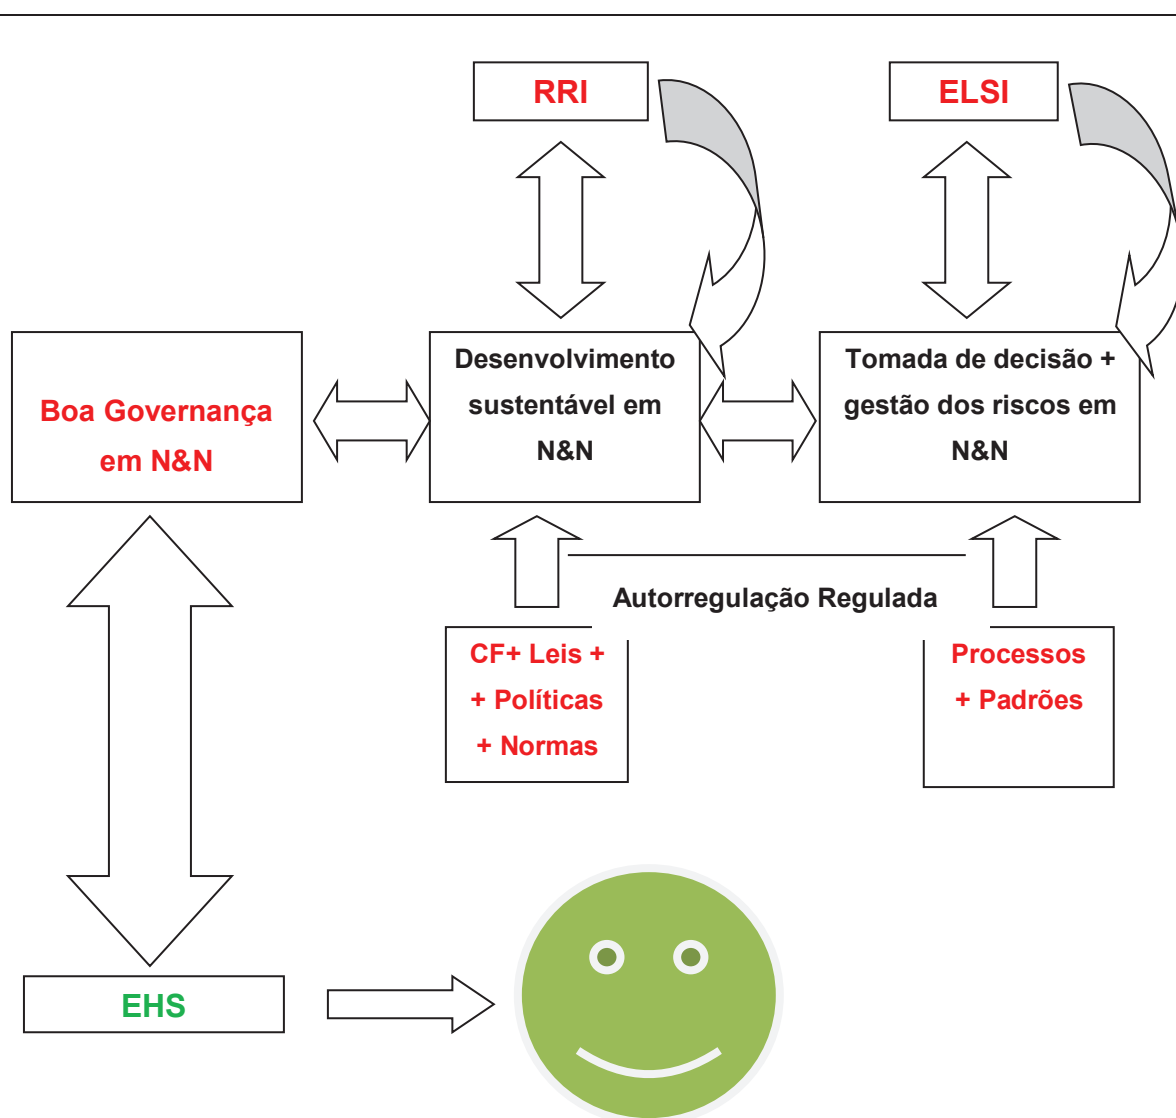 RRI
ELSI
Boa Governança
em N&N
Desenvolvimento
sustentável em
N&N
Tomada de decisão +
gestão dos riscos em
N&N
Autorregulação Regulada
CF+ Leis +
+ Políticas
+ Normas
Processos
+ Padrões
EHS